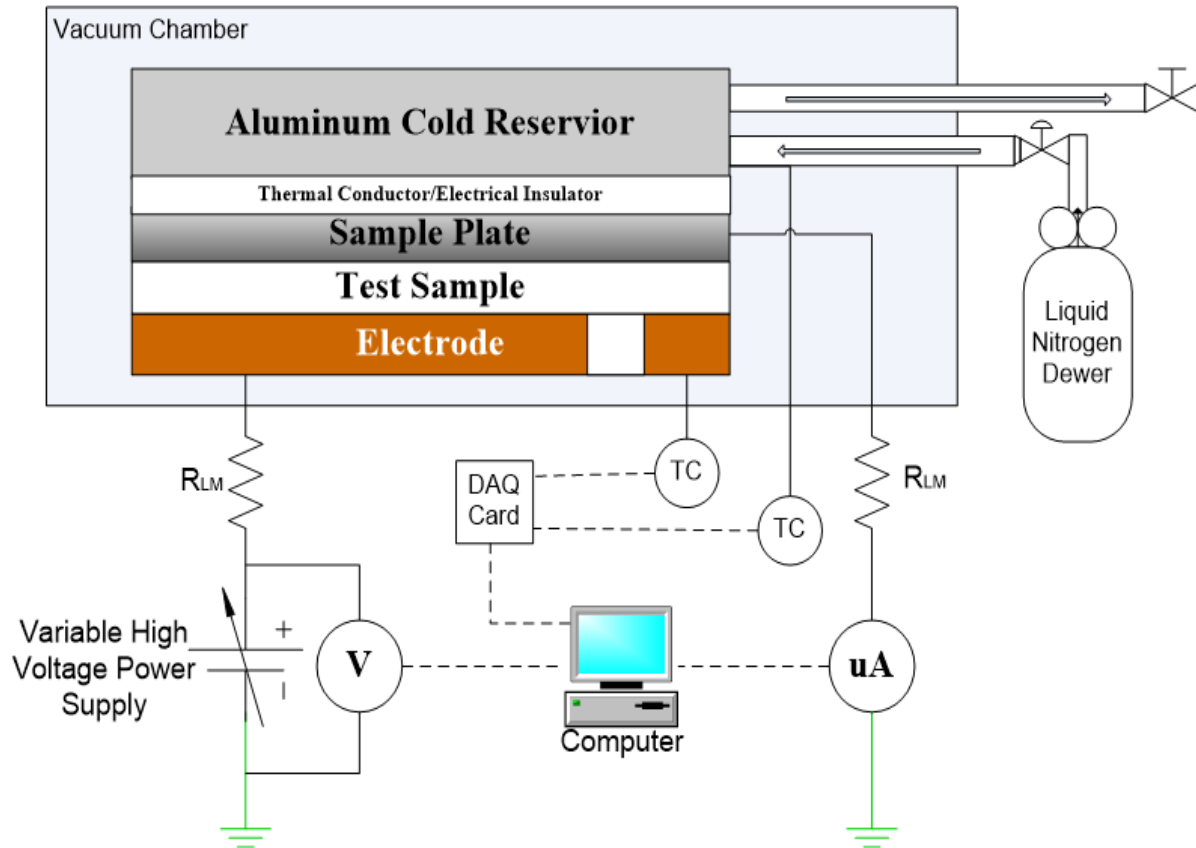 Vacuum Chamber
Aluminum Cold Reservior
Thermal Conductor/Electrical Insulator
Sample Plate
Test Sample
Electrode
Liquid
Nitrogen
Dewer
RLM
DAQ
Card
TC
TC
RLM
Variable High
Voltage Power
Supply
+
–
V
uA
Computer